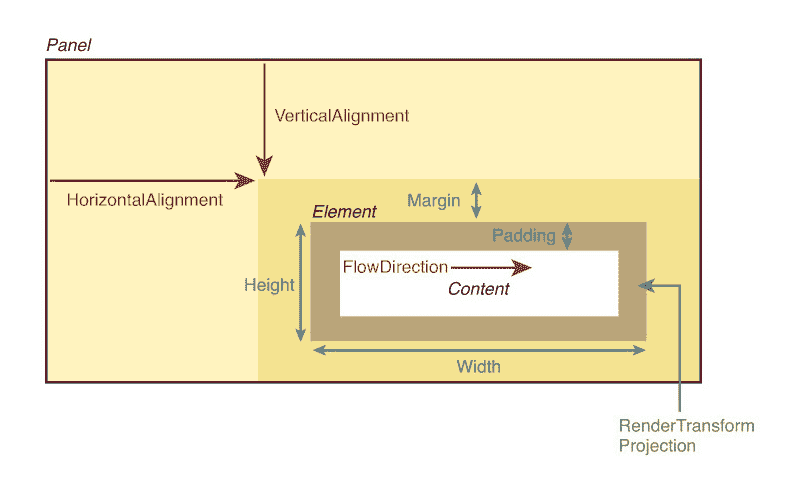 Panel
VerticalAlignment
HorizontalAlignment
Margin
Element
Padding
FlowDirection
Height
Content
Width
RenderTransform
Projection